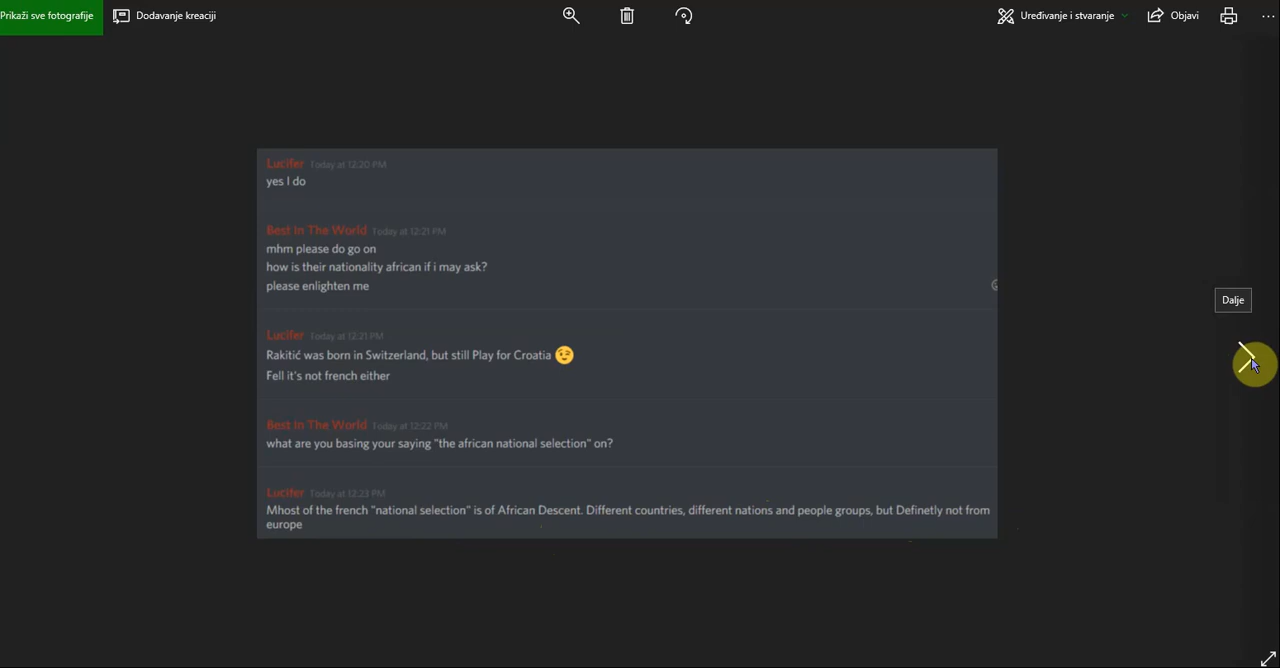 Prikaži sve fotografije
Dodavanje kreaciji
Uređivanje i stvaranje
Objavi
Lucifer Today at 12:20 PM
yes I do
Best In The World Today at 12:21 PM
mhm please do go on
how is their nationality african if i may ask?
please enlighten me
Dalje
Lucifer Today at 12:21 PM
Rakitić was born in Switzerland, but still Play for Croatia
Fell it's not french either
Best In The World Today at 12:22 PM
what are you basing your saying "the african national selection" on?
Lucifer Today at 12:23 PM
Mhost of the french "national selection" is of African Descent. Different countries, different nations and people groups, but Definetly not from
europe